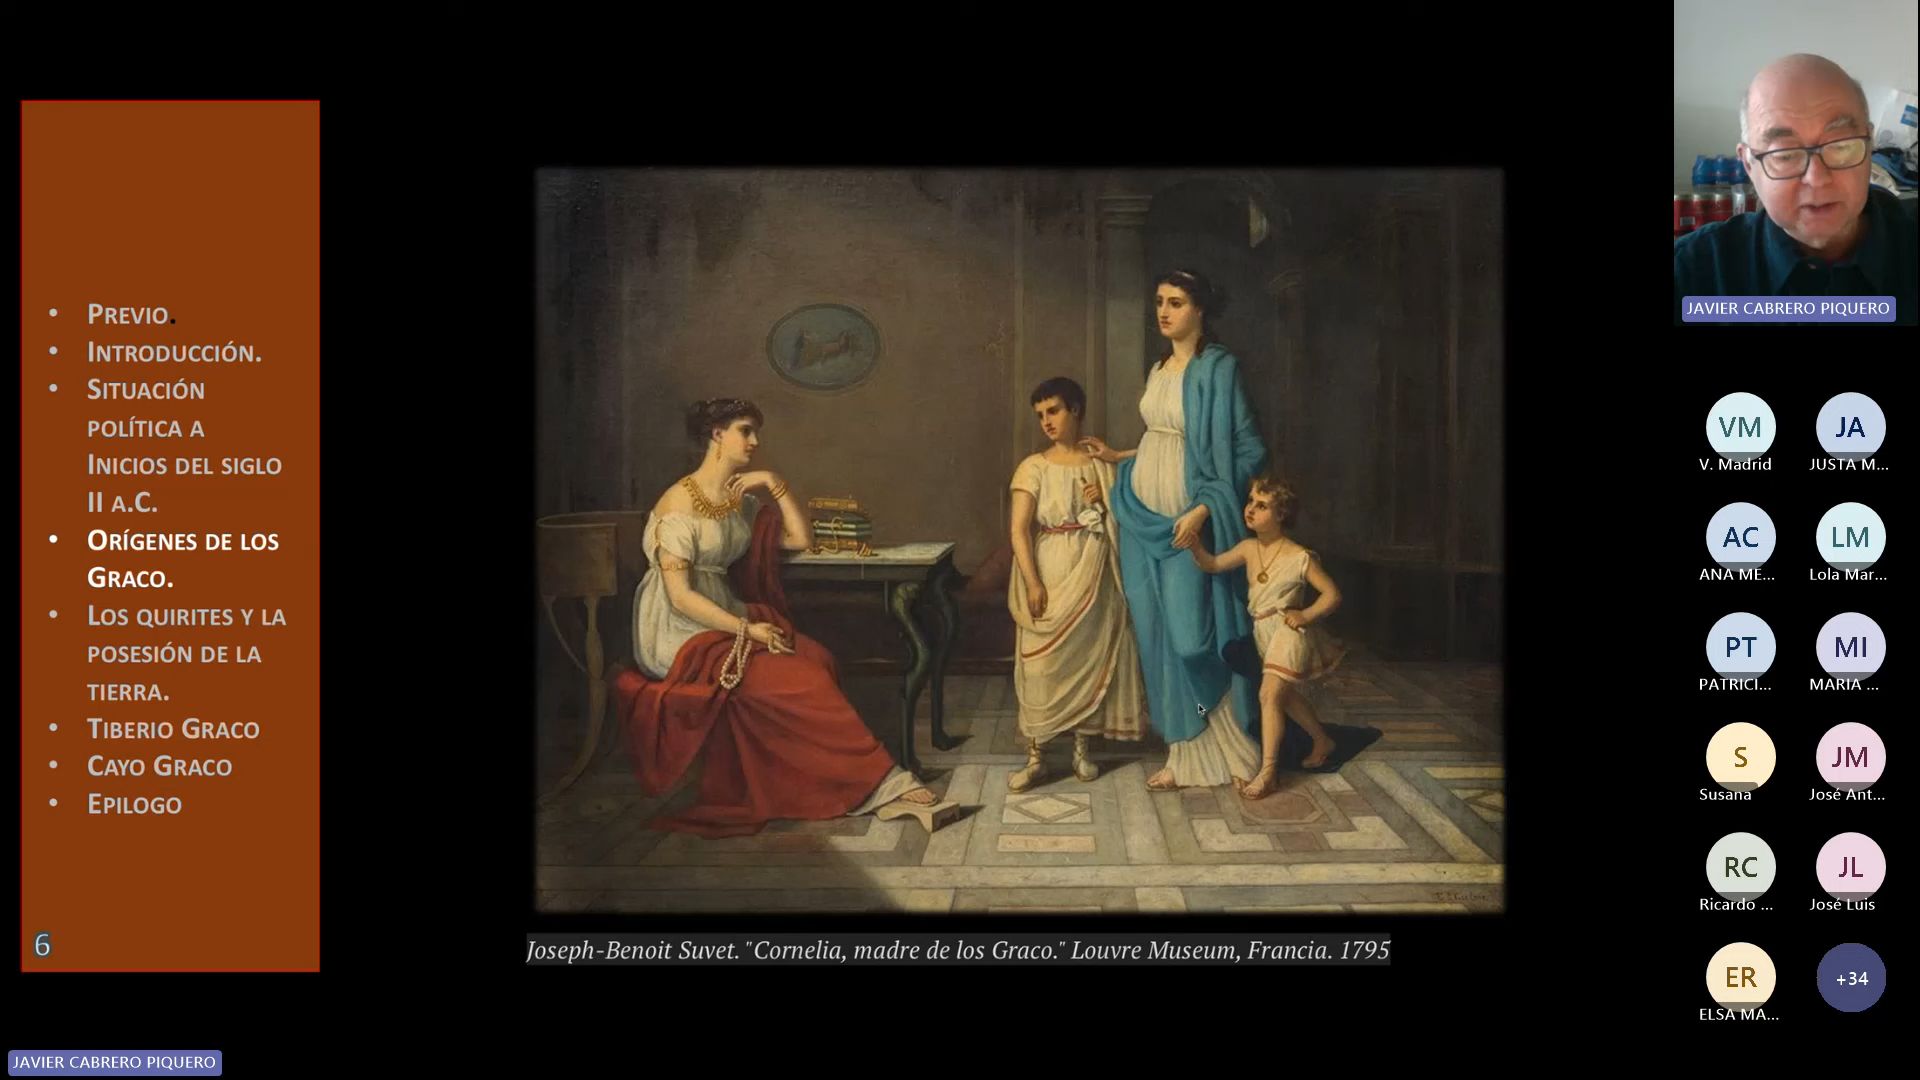 PREVIO.
INTRODUCCIÓN.
SITUACIÓN
POLÍTICA A
INICIOS DEL SIGLO
II A.C.
ORÍGENES DE LOS
GRACO.
LOS QUIRITES Y LA
POSESIÓN DE LA
TIERRA.
TIBERIO GRACO
CAYO GRACO
EPILOGO
6
Joseph-Benoit Suvet. "Cornelia, madre de los Graco." Louvre Museum, Francia. 1795
JAVIER CABRERO PIQUERO
JAVIER CABRERO PIQUERO
VM
V. Madrid
JA
JUSTA M...
AC
ANA ME...
LM
Lola Mar...
PT
PATRICI...
MI
MARIA ...
S
Susana
JM
José Ant...
RC
Ricardo ...
JL
José Luis
ER
ELSA MA...
+34